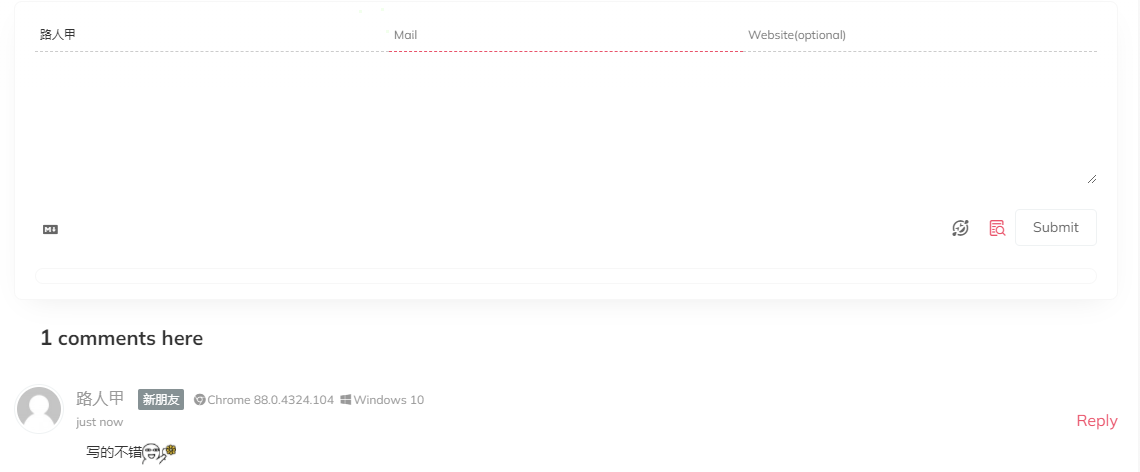 路人甲 Mail Website(optional)
Submit
1 comments here
路人甲 新朋友 Chrome 88.0.4324.104 Windows 10
just now
Reply
写的不错